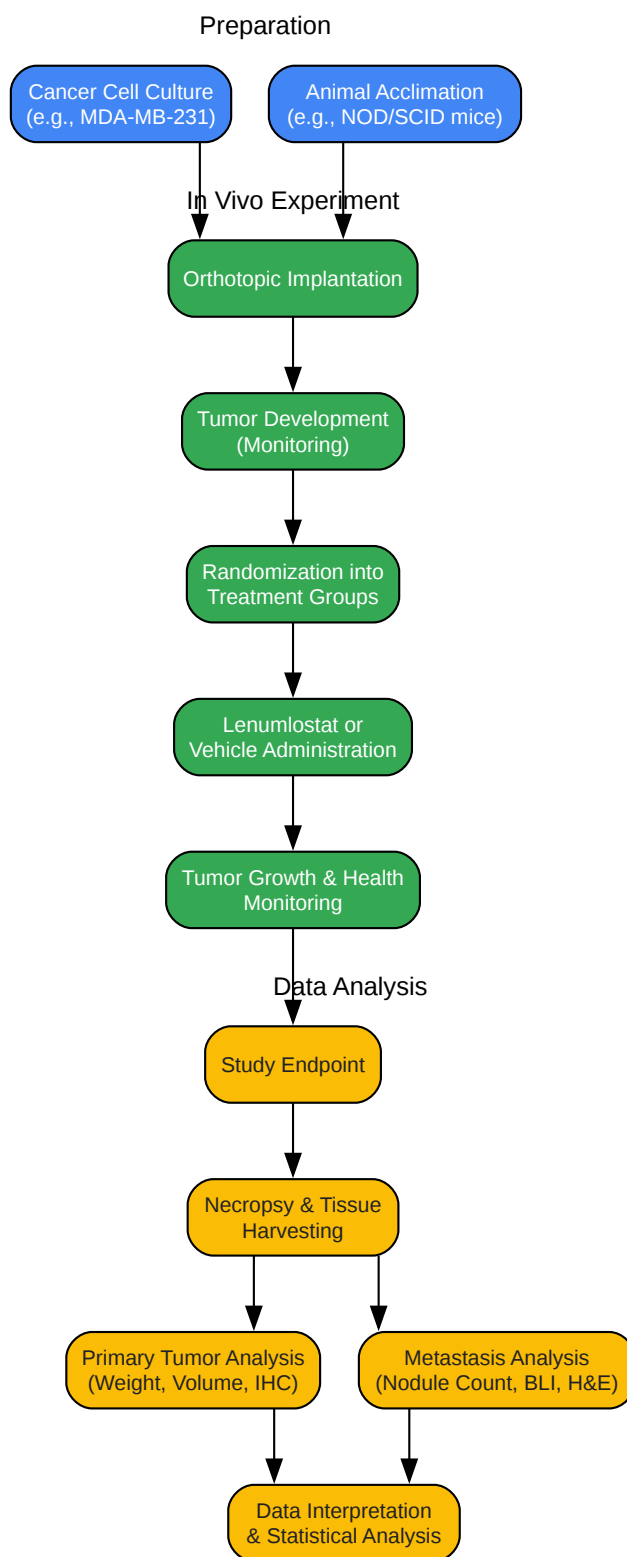 Preparation
Cancer Cell Culture
(e.g., MDA-MB-231)
Animal Acclimation
(e.g., NOD/SCID mice)
In Vivo Experiment
Orthotopic Implantation
Tumor Development
(Monitoring)
Randomization into
Treatment Groups
Lenumlostat or
Vehicle Administration
Tumor Growth & Health
Monitoring
Data Analysis
Study Endpoint
Necropsy & Tissue
Harvesting
Primary Tumor Analysis
(Weight, Volume, IHC)
Metastasis Analysis
(Nodule Count, BLI, H&E)
Data Interpretation
& Statistical Analysis